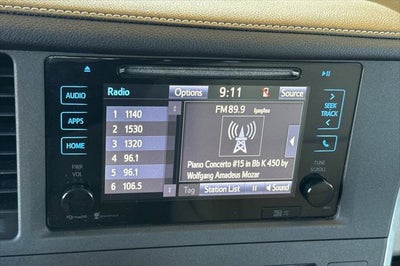 Radio Options 9:11 Source
AUDIO
APPS
HOME
PWR
VOL
1 1140
2 1530
3 1320
4 96.1
5 96.1
6 106.5
FM 89.9
Piano Concerto #15 in Bb K 450 by
Wolfgang Amadeus Mozar
Tag Station List Sound
SEEK
TRACK
TUNE
SCROLL